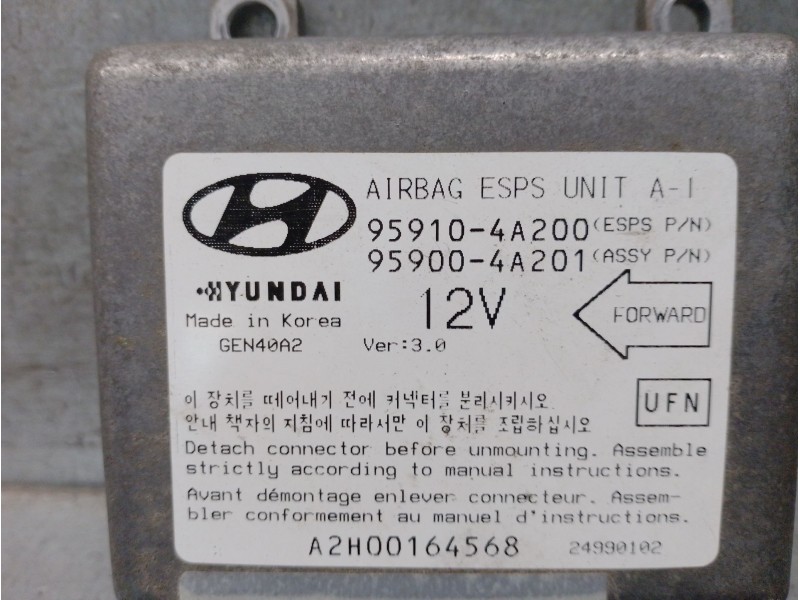 AIRBAG ESPS UNIT A-I
95910-4A200 (ESPS P/N)
95900-4A201 (ASSY P/N)
HYUNDAI
12V
FORWARD
Made in Korea
GEN40A2
Ver:3.0
이 장치를 떼어내기 전에 커넥터를 분리시키시오
안내 책자의 지침에 따라서만 이 장치를 조립하십시오
UFN
Detach connector before unmounting. Assemble
strictly according to manual instructions.
Avant démontage enlever connecteur. Assem-
bler conformement au manuel d'instructions.
A2H00164568
24990102